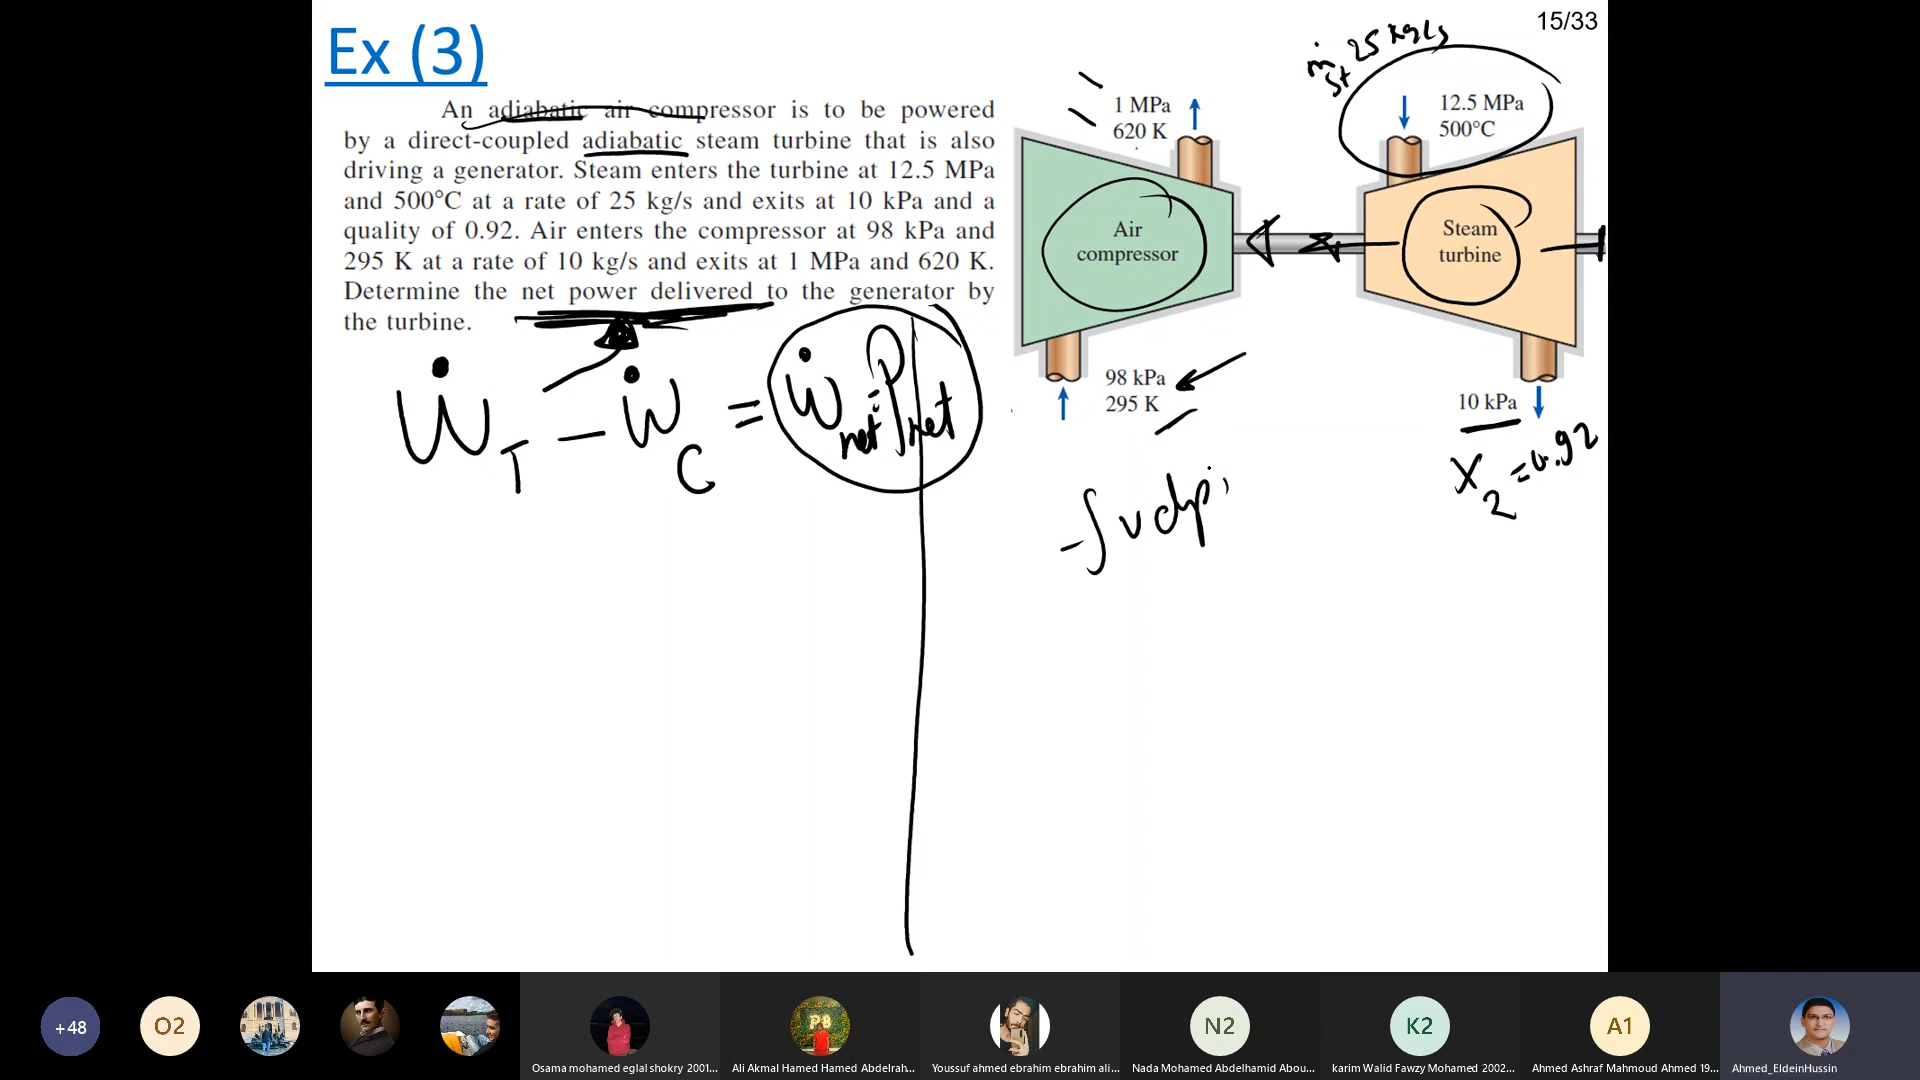 15/33
Ex (3)
An adiabatic air compressor is to be powered
by a direct-coupled adiabatic steam turbine that is also
driving a generator. Steam enters the turbine at 12.5 MPa
and 500°C at a rate of 25 kg/s and exits at 10 kPa and a
quality of 0.92. Air enters the compressor at 98 kPa and
295 K at a rate of 10 kg/s and exits at 1 MPa and 620 K.
Determine the net power delivered to the generator by
the turbine.
ṁst 25 kg/s
1 MPa
620 K
12.5 MPa
500°C
Air
compressor
Steam
turbine
98 kPa
295 K
10 kPa
X2 = 0.92
ẆT − ẆC = Ẇnet = Pnet
-∫vdp
+48
O2
N2
K2
A1
Osama mohamed eglal shokry 2001...
Ali Akmal Hamed Hamed Abdelrah...
Youssuf ahmed ebrahim ebrahim ali...
Nada Mohamed Abdelhamid Abou...
karim Walid Fawzy Mohamed 2002...
Ahmed Ashraf Mahmoud Ahmed 19...
Ahmed_EldeinHussin